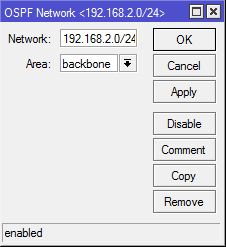 OSPF Network <192.168.2.0/24>
Network: 192.168.2.0/24
OK
Cancel
Area: backbone
Apply
Disable
Comment
Copy
Remove
enabled